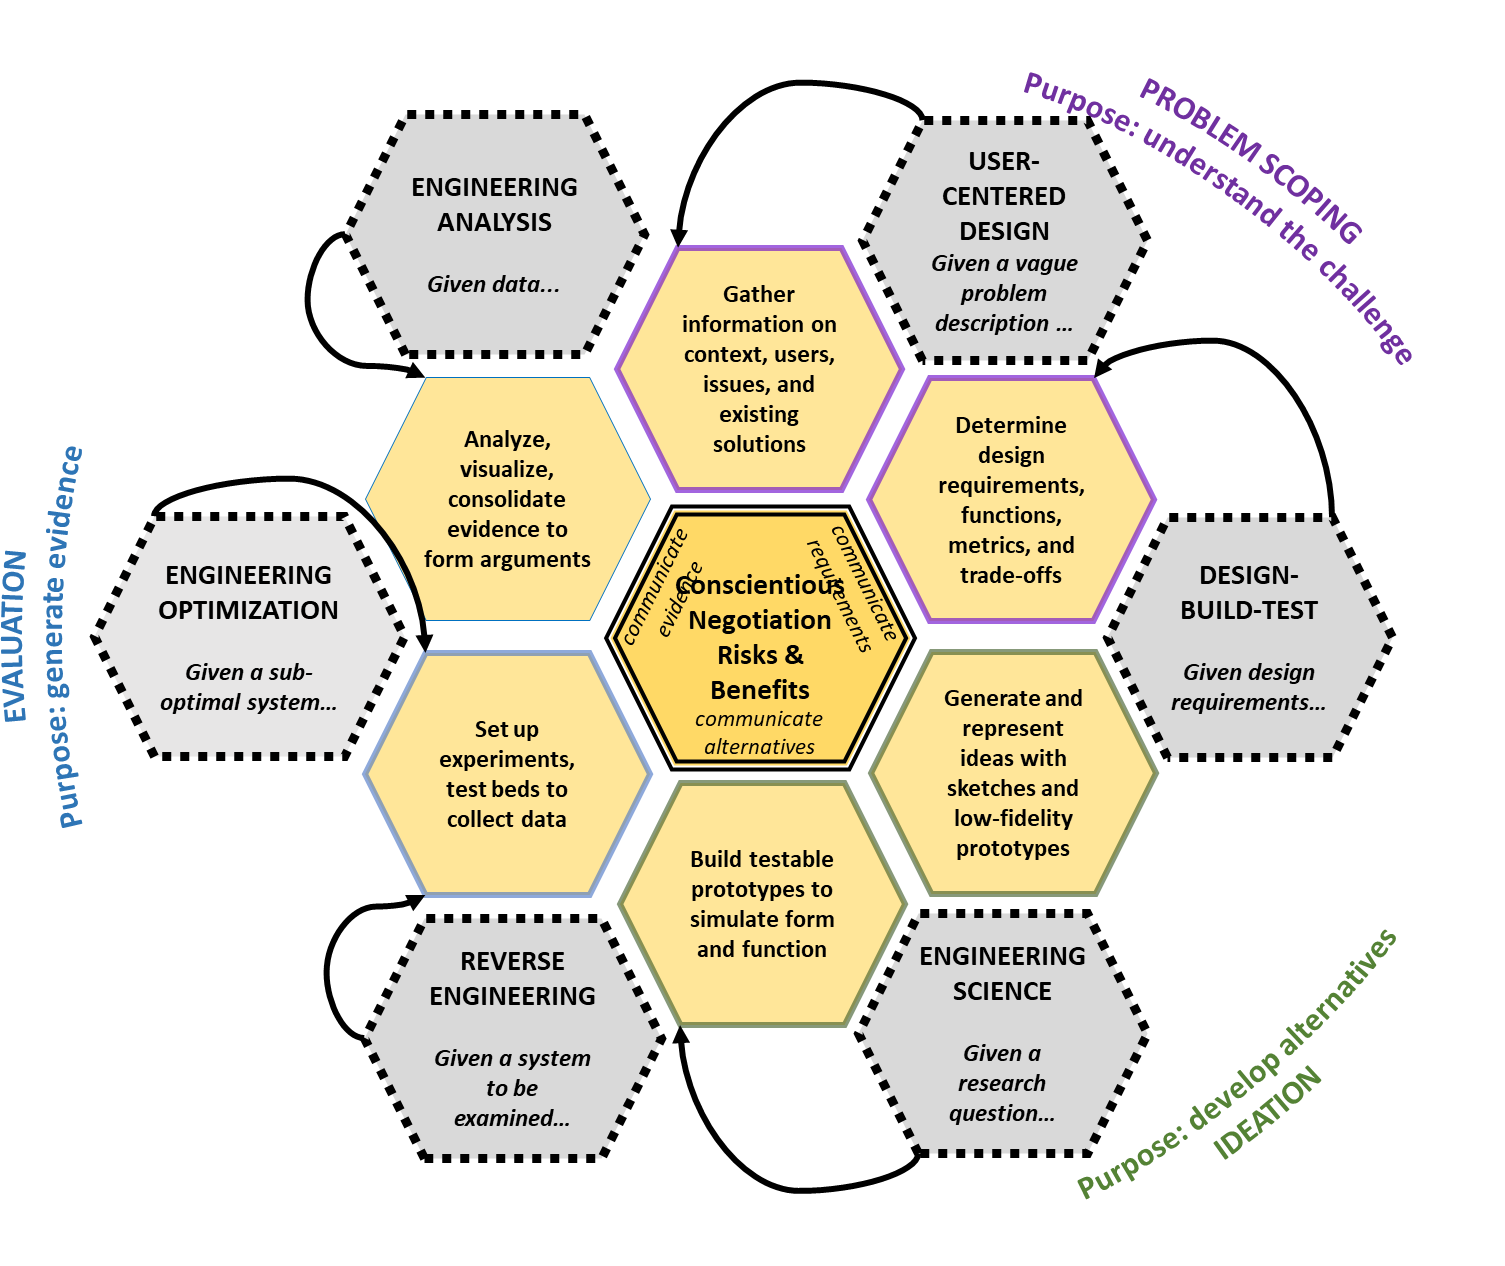 PROBLEM SCOPING
Purpose: understand the challenge
ENGINEERING
ANALYSIS
Given data...
USER-
CENTERED
DESIGN
Given a vague
problem
description ...
Gather
information on
context, users,
issues, and
existing
solutions
Analyze,
visualize,
consolidate
evidence to
form arguments
Determine
design
requirements,
functions,
metrics, and
trade-offs
EVALUATION
Purpose: generate evidence
ENGINEERING
OPTIMIZATION
Given a sub-
optimal system...
communicate
evidence
communicate
requirements
Conscientious
Negotiation
Risks &
Benefits
communicate
alternatives
DESIGN-
BUILD-TEST
Given design
requirements...
Set up
experiments,
test beds to
collect data
Generate and
represent
ideas with
sketches and
low-fidelity
prototypes
Build testable
prototypes to
simulate form
and function
REVERSE
ENGINEERING
Given a system
to be
examined...
ENGINEERING
SCIENCE
Given a
research
question...
Purpose: develop alternatives
IDEATION